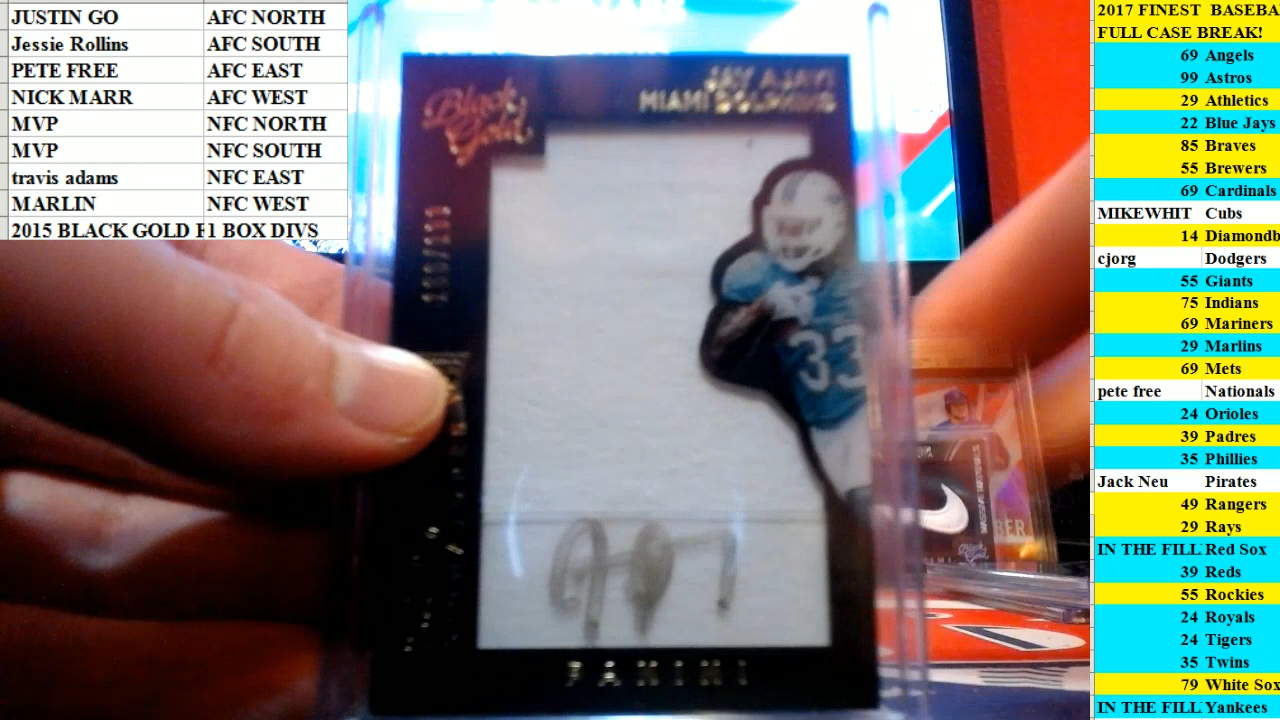 JUSTIN GO AFC NORTH
Jessie Rollins AFC SOUTH
PETE FREE AFC EAST
NICK MARR AFC WEST
MVP NFC NORTH
MVP NFC SOUTH
travis adams NFC EAST
MARLIN NFC WEST
2015 BLACK GOLD F1 BOX DIVS
Black Gold
JAY AJAYI
MIAMI DOLPHINS
33
PANINI
BER
2017 FINEST BASEBA
FULL CASE BREAK!
69 Angels
99 Astros
29 Athletics
22 Blue Jays
85 Braves
55 Brewers
69 Cardinals
MIKEWHIT Cubs
14 Diamondb
cjorg Dodgers
55 Giants
75 Indians
69 Mariners
29 Marlins
69 Mets
pete free Nationals
24 Orioles
39 Padres
35 Phillies
Jack Neu Pirates
49 Rangers
29 Rays
IN THE FILL Red Sox
39 Reds
55 Rockies
24 Royals
24 Tigers
35 Twins
79 White Sox
IN THE FILL Yankees